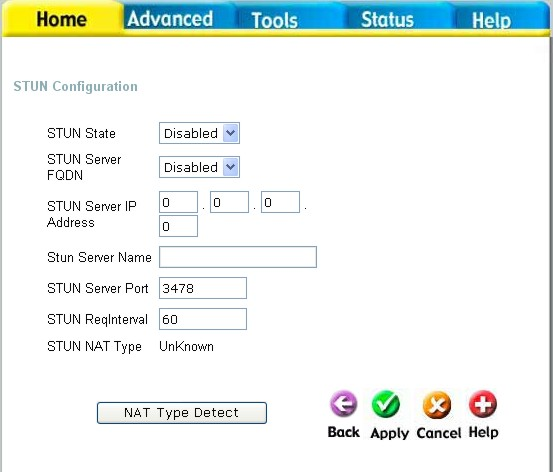 Home Advanced Tools Status Help
STUN Configuration
STUN State Disabled
STUN Server FQDN Disabled
STUN Server IP Address 0 . 0 . 0 . 0
Stun Server Name
STUN Server Port 3478
STUN ReqInterval 60
STUN NAT Type UnKnown
NAT Type Detect
Back Apply Cancel Help